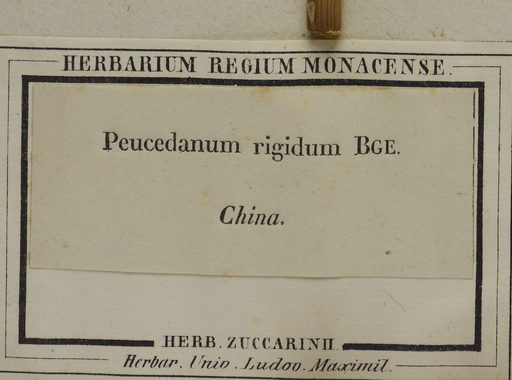 HERBARIUM REGIUM MONACENSE.
Peucedanum rigidum BGE.
China.
HERB. ZUCCARINII.
Herbar. Univ. Ludov. Maximil.